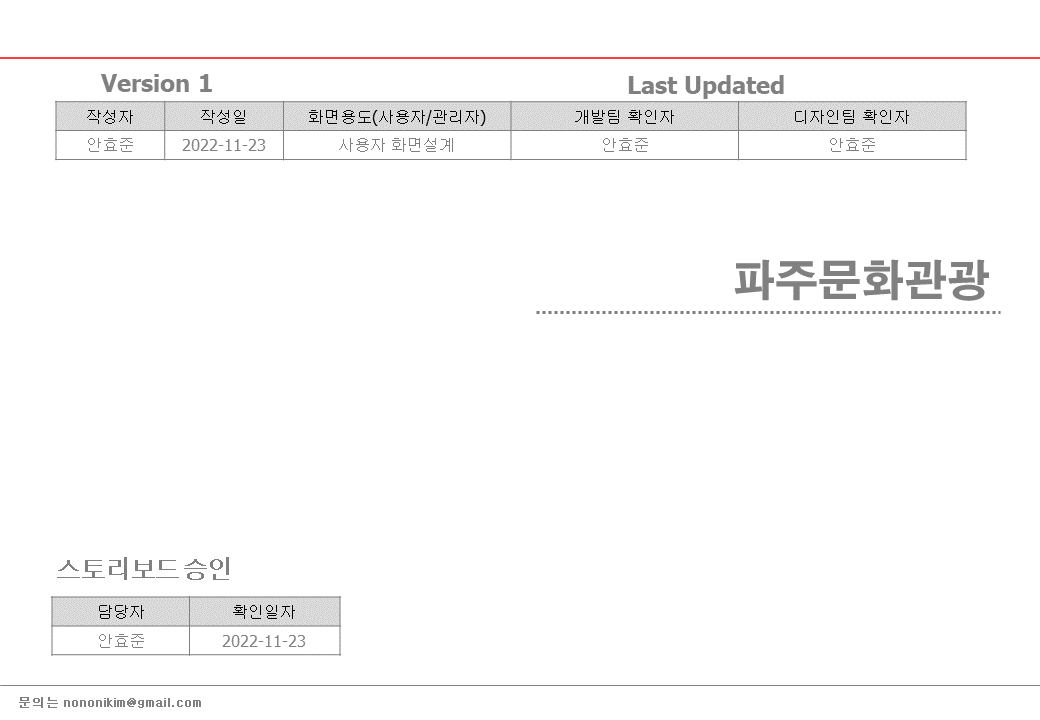 Version 1
Last Updated
작성자 작성일 화면용도(사용자/관리자) 개발팀 확인자 디자인팀 확인자
안효준 2022-11-23 사용자 화면설계 안효준 안효준
파주문화관광
스토리보드 승인
담당자 확인일자
안효준 2022-11-23
문의는 nononikim@gmail.com